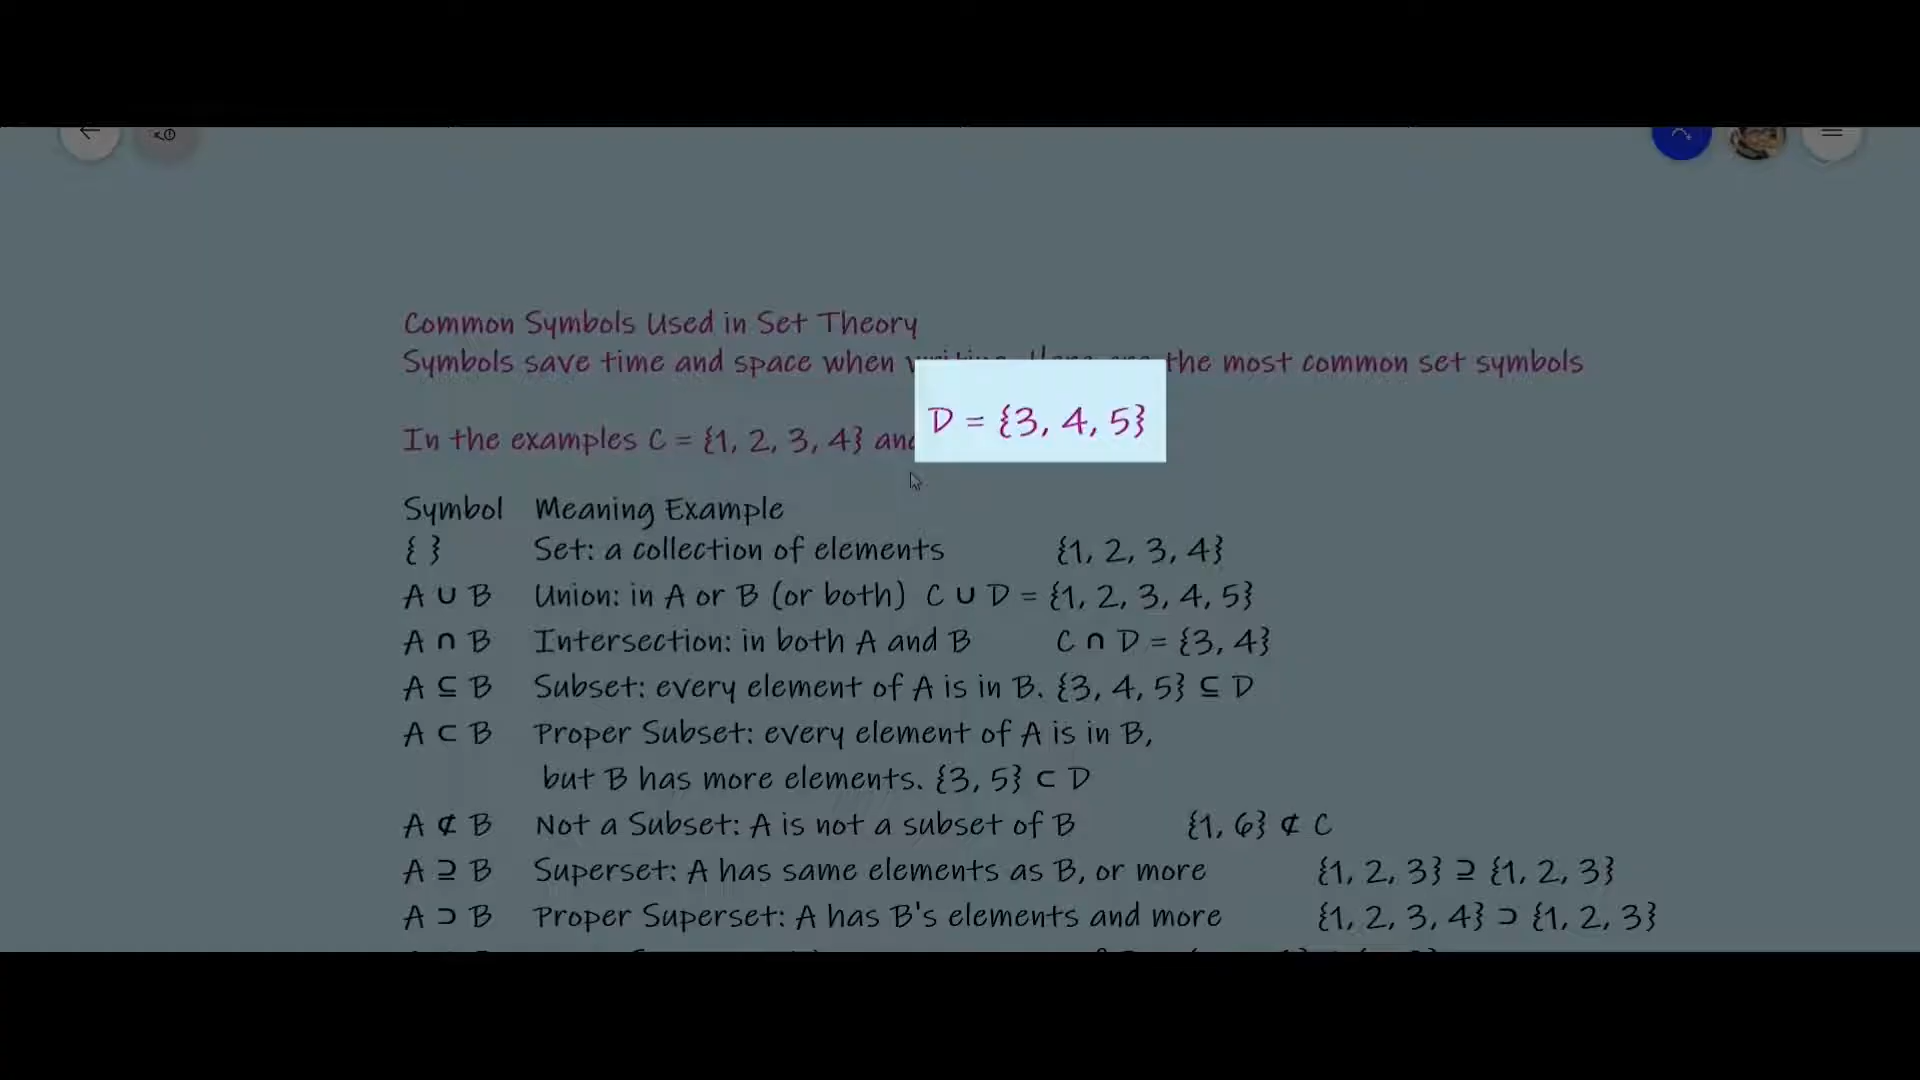 Common Symbols Used in Set Theory
Symbols save time and space when the most common set symbols
In the examples C = {1, 2, 3, 4} and D = {3, 4, 5}
Symbol Meaning Example
{ } Set: a collection of elements {1, 2, 3, 4}
A ∪ B Union: in A or B (or both) C ∪ D = {1, 2, 3, 4, 5}
A ∩ B Intersection: in both A and B C ∩ D = {3, 4}
A ⊆ B Subset: every element of A is in B. {3, 4, 5} ⊆ D
A ⊂ B Proper Subset: every element of A is in B,
but B has more elements. {3, 5} ⊂ D
A ⊄ B Not a Subset: A is not a subset of B {1, 6} ⊄ C
A ⊇ B Superset: A has same elements as B, or more {1, 2, 3} ⊇ {1, 2, 3}
A ⊃ B Proper Superset: A has B's elements and more {1, 2, 3, 4} ⊃ {1, 2, 3}